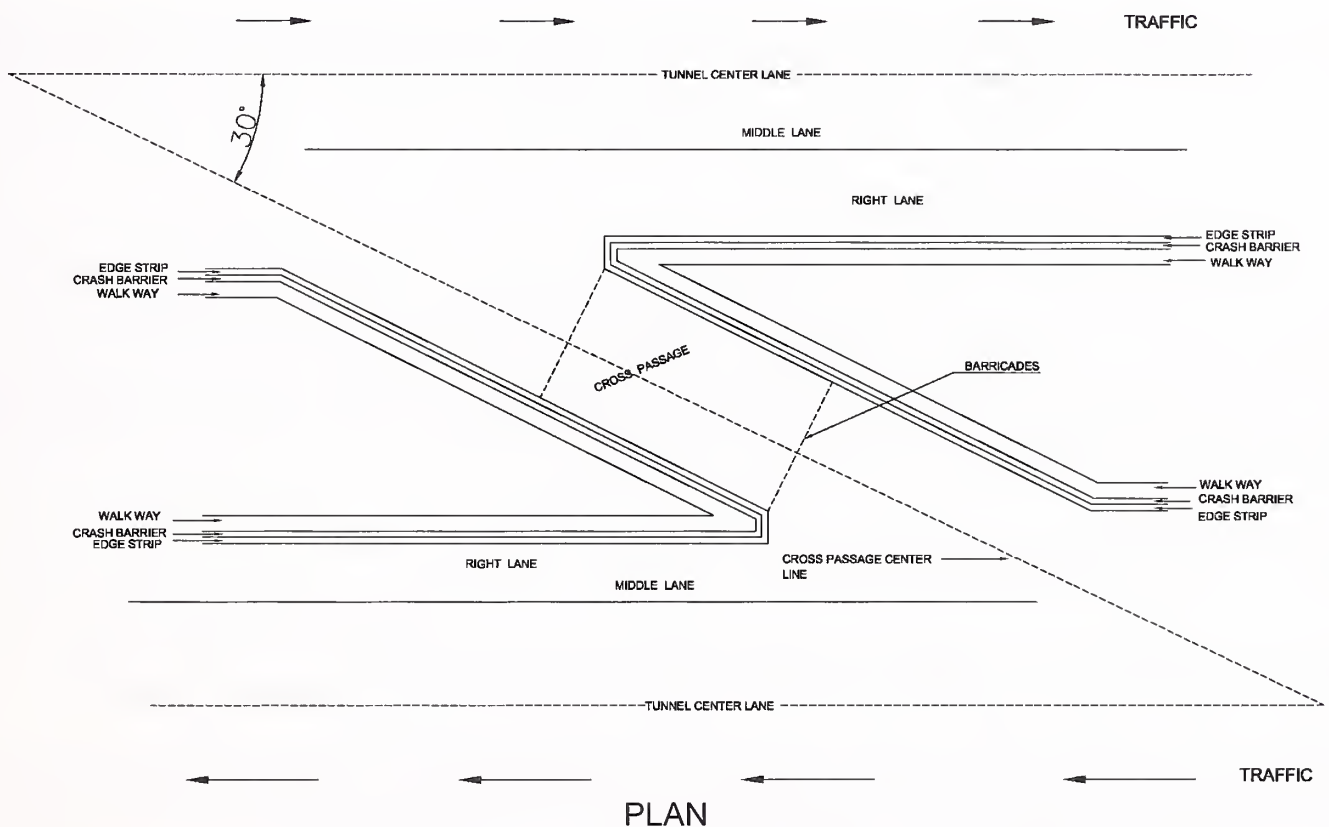 TRAFFIC
TUNNEL CENTER LANE
30°
MIDDLE LANE
RIGHT LANE
EDGE STRIP
CRASH BARRIER
WALK WAY
EDGE STRIP
CRASH BARRIER
WALK WAY
CROSS PASSAGE
BARRICADES
WALK WAY
CRASH BARRIER
EDGE STRIP
WALK WAY
CRASH BARRIER
EDGE STRIP
RIGHT LANE
CROSS PASSAGE CENTER
LINE
MIDDLE LANE
TUNNEL CENTER LANE
TRAFFIC
PLAN